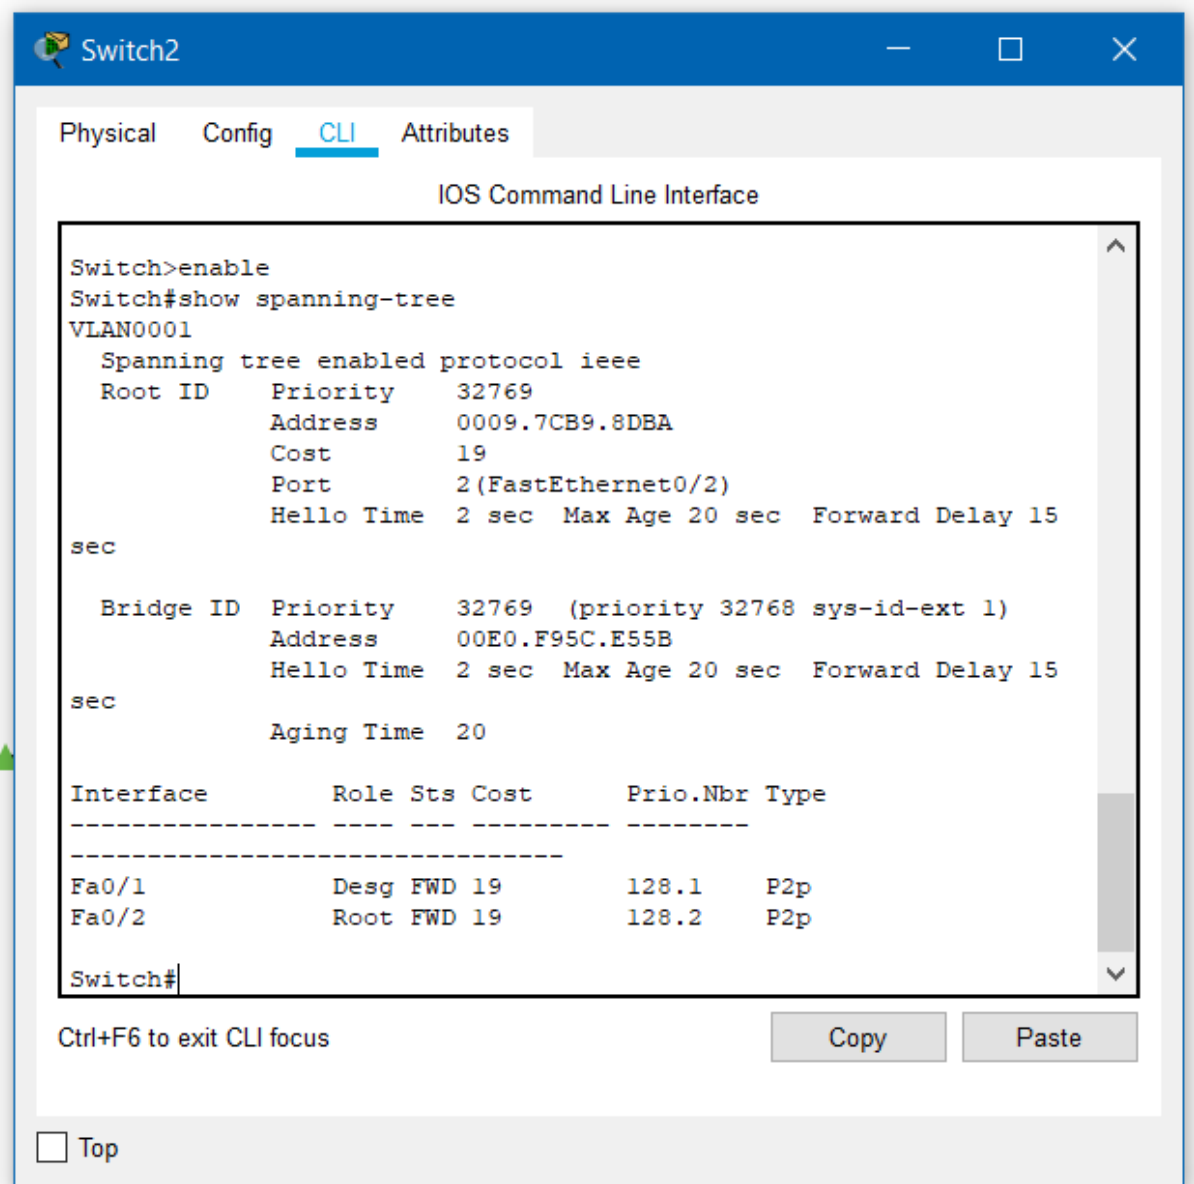 Switch2
Physical Config CLI Attributes
IOS Command Line Interface
Switch>enable
Switch#show spanning-tree
VLAN0001
  Spanning tree enabled protocol ieee
  Root ID    Priority    32769
             Address     0009.7CB9.8DBA
             Cost        19
             Port        2(FastEthernet0/2)
             Hello Time  2 sec  Max Age 20 sec  Forward Delay 15
sec
  Bridge ID  Priority    32769  (priority 32768 sys-id-ext 1)
             Address     00E0.F95C.E55B
             Hello Time  2 sec  Max Age 20 sec  Forward Delay 15
sec
             Aging Time  20
Interface        Role Sts Cost      Prio.Nbr Type
---------------- ---- --- --------- --------
--------------------------------
Fa0/1            Desg FWD 19        128.1    P2p
Fa0/2            Root FWD 19        128.2    P2p
Switch#
Ctrl+F6 to exit CLI focus
Copy
Paste
Top